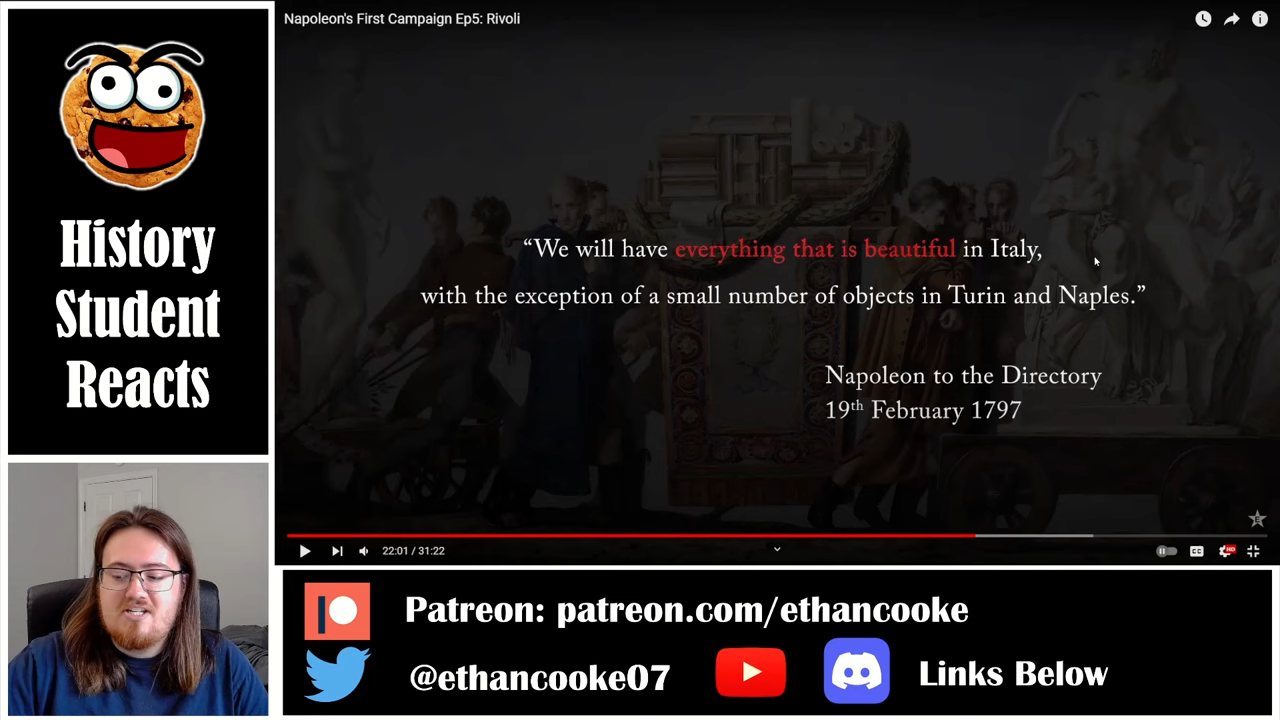 Napoleon's First Campaign Ep5: Rivoli
“We will have everything that is beautiful in Italy,
with the exception of a small number of objects in Turin and Naples.”
Napoleon to the Directory
19th February 1797
22:01 / 31:22
CC
HD
History
Student
Reacts
Patreon: patreon.com/ethancooke
@ethancooke07
Links Below